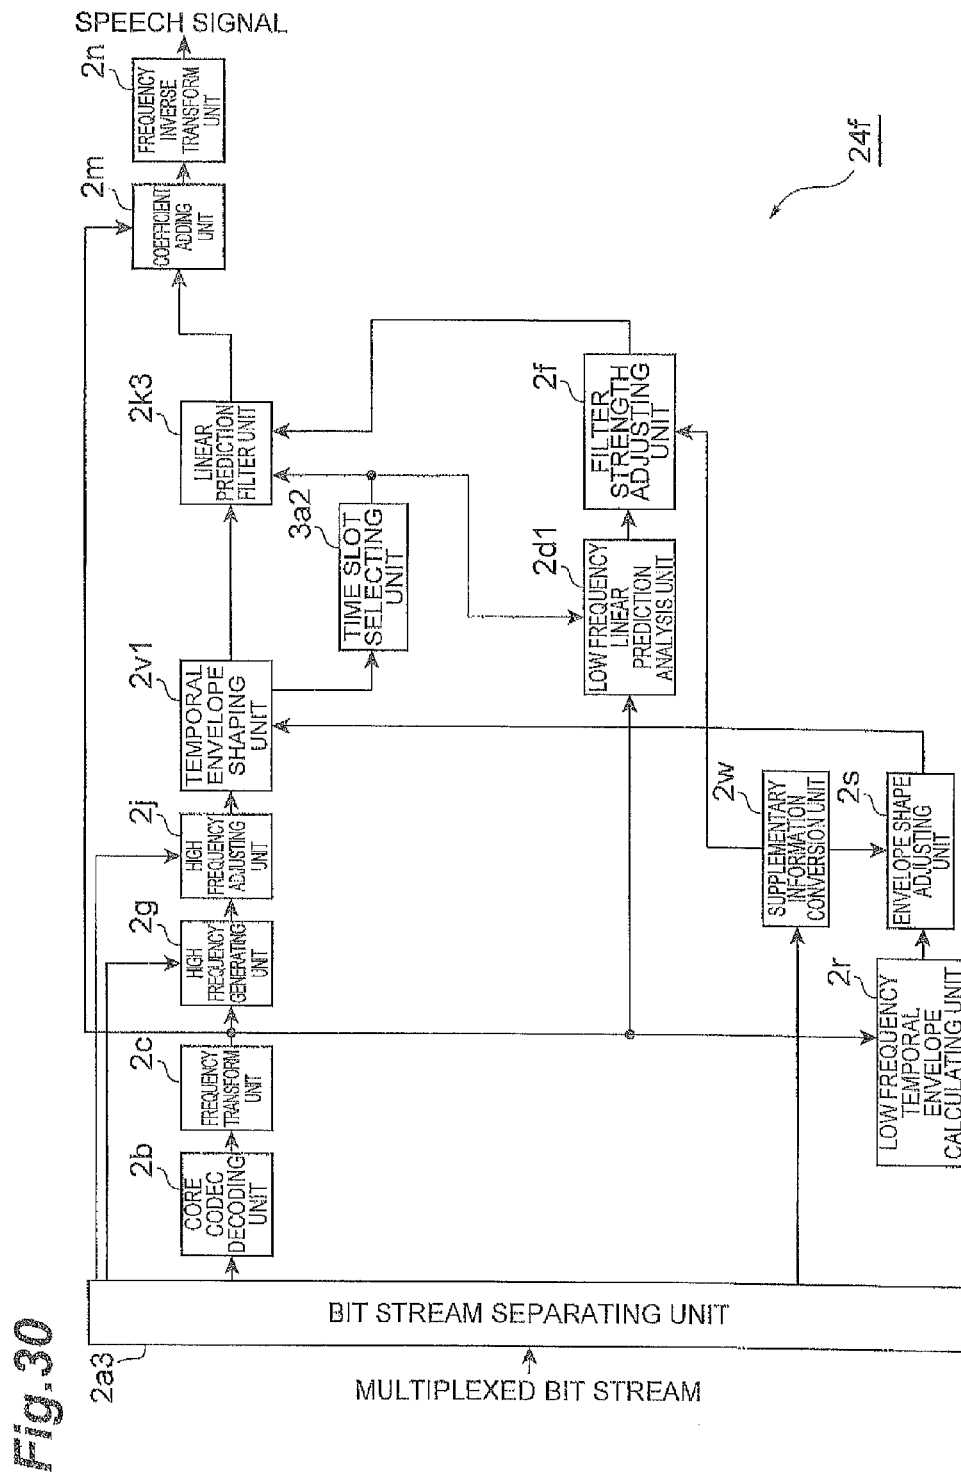 Fig.30
MULTIPLEXED BIT STREAM
2a3
BIT STREAM SEPARATING UNIT
2b
CORE
CODEC
DECODING
UNIT
2c
FREQUENCY
TRANSFORM
UNIT
2g
HIGH
FREQUENCY
GENERATING
UNIT
2j
HIGH
FREQUENCY
ADJUSTING
UNIT
2v1
TEMPORAL
ENVELOPE
SHAPING
UNIT
3a2
TIME SLOT
SELECTING
UNIT
2k3
LINEAR
PREDICTION
FILTER UNIT
2m
COEFFICIENT
ADDING
UNIT
2n
FREQUENCY
INVERSE
TRANSFORM
UNIT
SPEECH SIGNAL
2d1
LOW FREQUENCY
LINEAR
PREDICTION
ANALYSIS UNIT
2f
FILTER
STRENGTH
ADJUSTING
UNIT
2w
SUPPLEMENTARY
INFORMATION
CONVERSION UNIT
2r
LOW FREQUENCY
TEMPORAL
ENVELOPE
CALCULATING UNIT
2s
ENVELOPE SHAPE
ADJUSTING
UNIT
24f